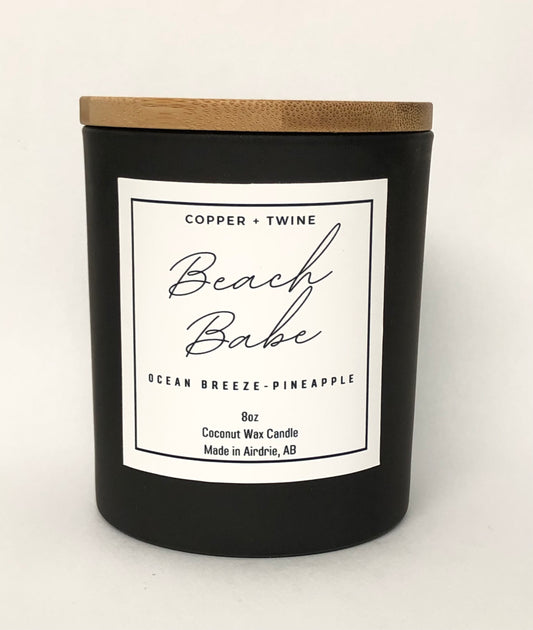 COPPER + TWINE
Beach
Babe
OCEAN BREEZE-PINEAPPLE
8oz
Coconut Wax Candle
Made in Airdrie, AB